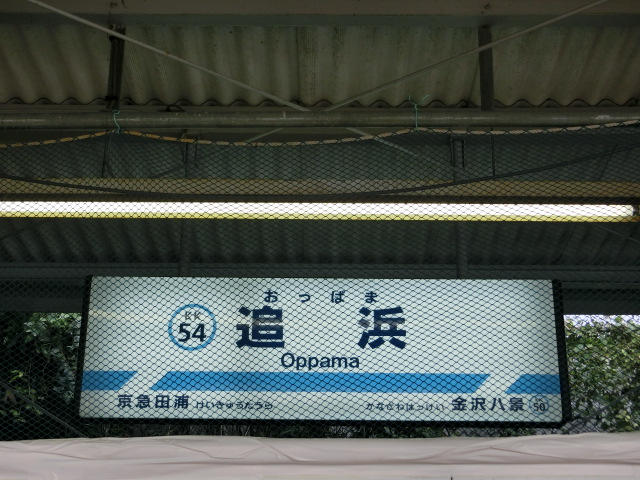 おっぱま
KK 54
追浜
Oppama
京急田浦 けいきゅうたうら
かなざわはっけい 金沢八景 50